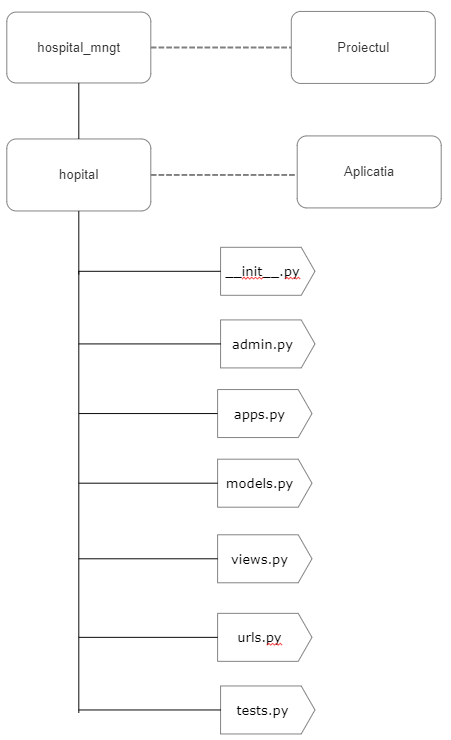 hospital_mngt
Proiectul
hopital
Aplicatia
__init__.py
admin.py
apps.py
models.py
views.py
urls.py
tests.py